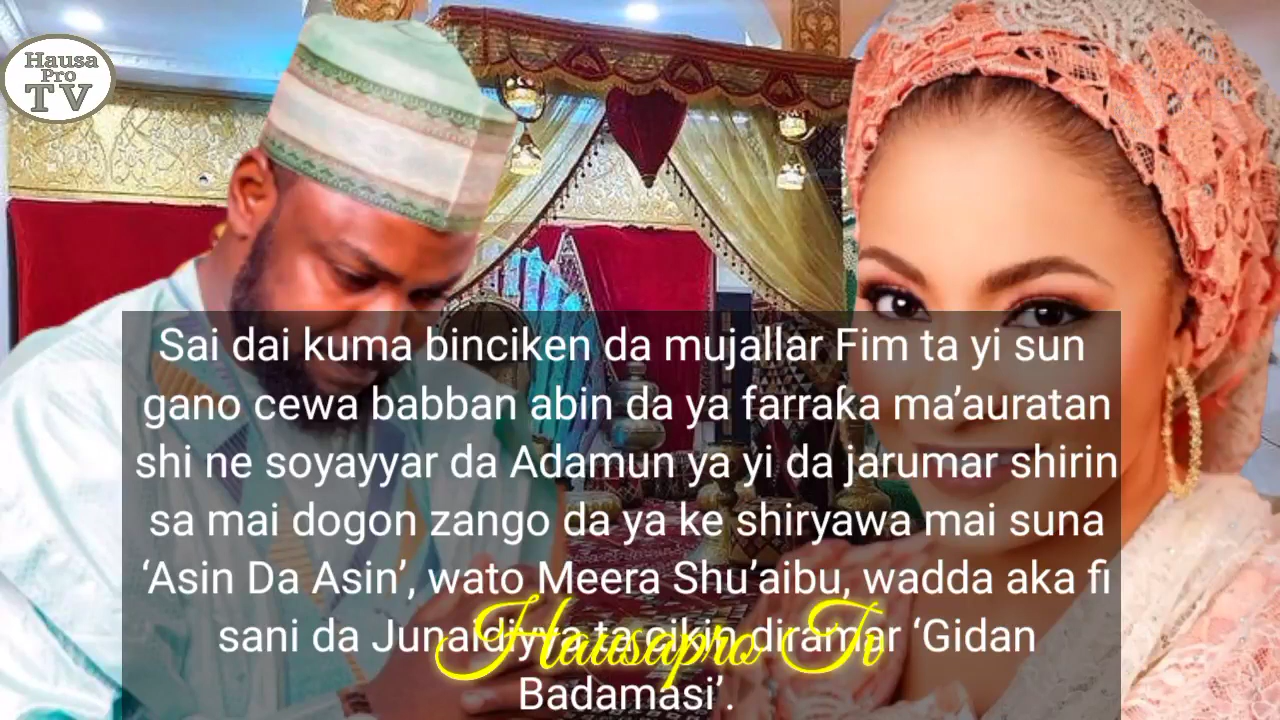 Hausa
Pro
TV
Sai dai kuma binciken da mujallar Fim ta yi sun
gano cewa babban abin da ya farraƙa ma’auratan
shi ne soyayyar da Adamun ya yi da jarumar shirin
sa mai dogon zango da ya ke shiryawa mai suna
‘Asin Da Asin’, wato Meera Shu’aibu, wadda aka fi
sani da Junaidiyya ta cikin diramar ‘Gidan
Hausapro Tv
Badamasi’.